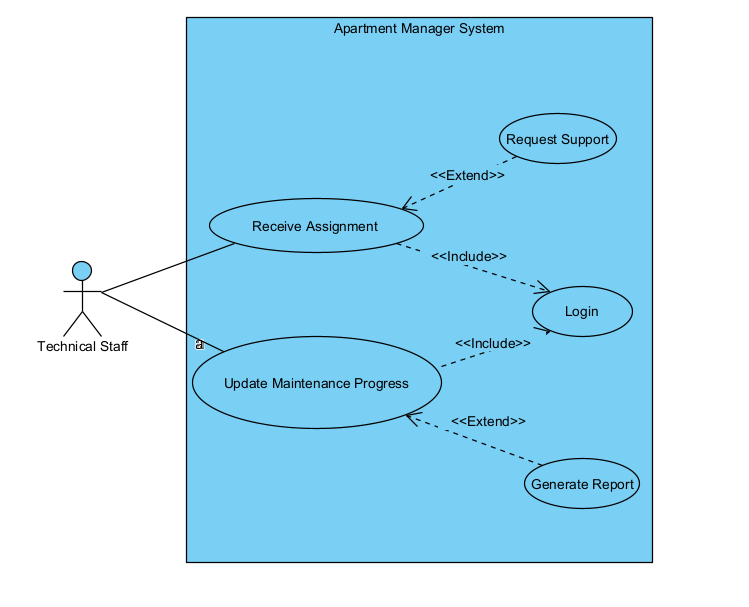 Apartment Manager System
Request Support
<<Extend>>
Receive Assignment
<<Include>>
Login
Technical Staff
a
<<Include>>
Update Maintenance Progress
<<Extend>>
Generate Report